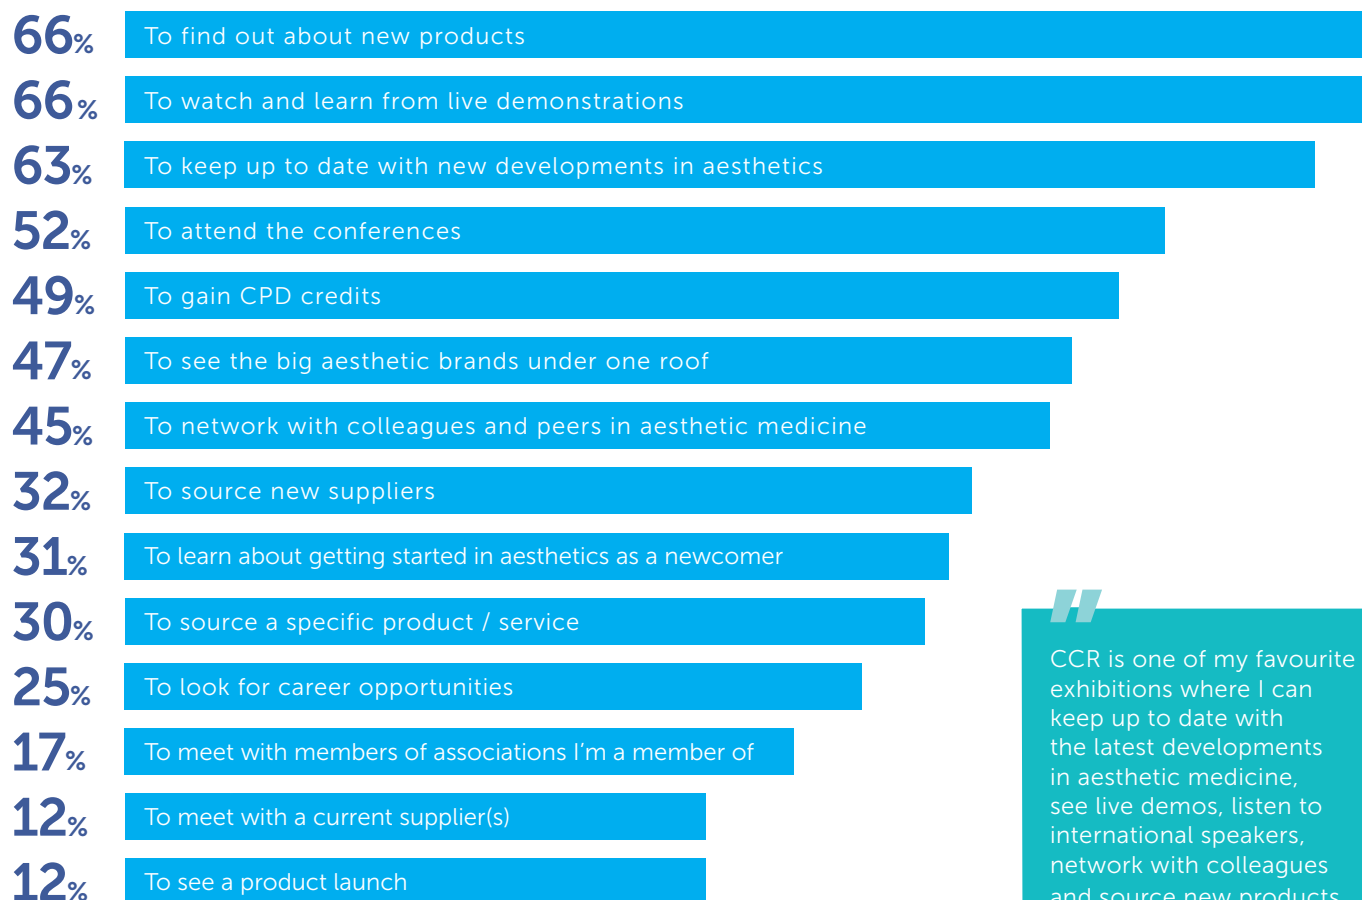 66% To find out about new products
66% To watch and learn from live demonstrations
63% To keep up to date with new developments in aesthetics
52% To attend the conferences
49% To gain CPD credits
47% To see the big aesthetic brands under one roof
45% To network with colleagues and peers in aesthetic medicine
32% To source new suppliers
31% To learn about getting started in aesthetics as a newcomer
30% To source a specific product / service
25% To look for career opportunities
17% To meet with members of associations I'm a member of
12% To meet with a current supplier(s)
12% To see a product launch
"
CCR is one of my favourite
exhibitions where I can
keep up to date with
the latest developments
in aesthetic medicine,
see live demos, listen to
international speakers,
network with colleagues
and source new products